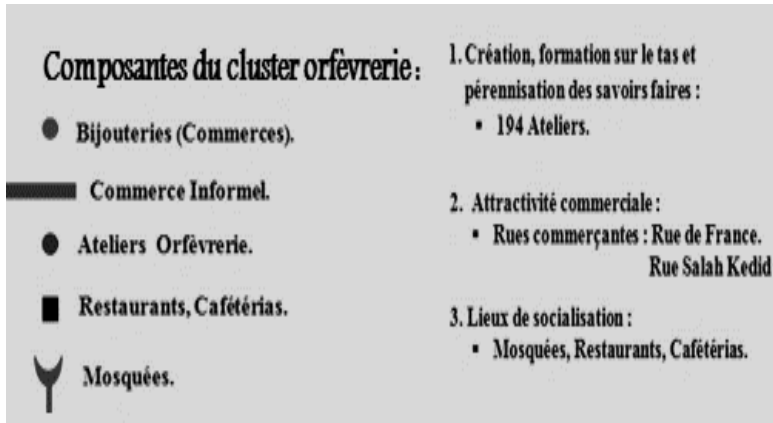 Composantes du cluster orfèvrerie :
Bijouteries (Commerces).
Commerce Informel.
Ateliers Orfèvrerie.
Restaurants, Cafétérias.
Mosquées.
1. Création, formation sur le tas et
pérennisation des savoirs faires :
▪ 194 Ateliers.
2. Attractivité commerciale :
▪ Rues commerçantes : Rue de France.
Rue Salah Kedid
3. Lieux de socialisation :
▪ Mosquées, Restaurants, Cafétérias.